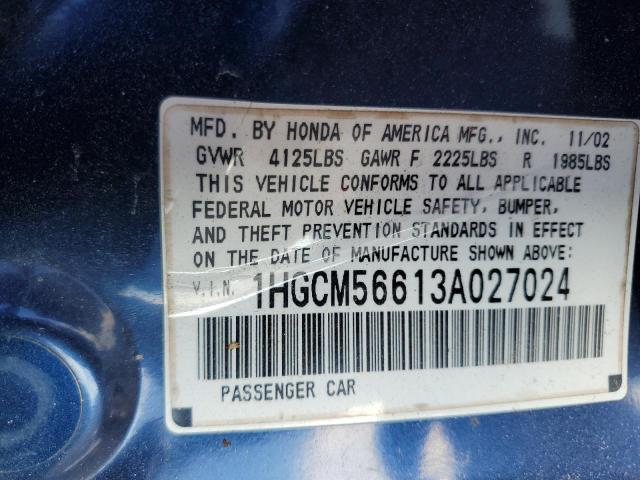 MFD. BY HONDA OF AMERICA MFG., INC. 11/02
GVWR 4125LBS GAWR F 2225LBS R 1985LBS
THIS VEHICLE CONFORMS TO ALL APPLICABLE
FEDERAL MOTOR VEHICLE SAFETY, BUMPER,
AND THEFT PREVENTION STANDARDS IN EFFECT
ON THE DATE OF MANUFACTURE SHOWN ABOVE:
V.I.N. 1HGCM56613A027024
PASSENGER CAR